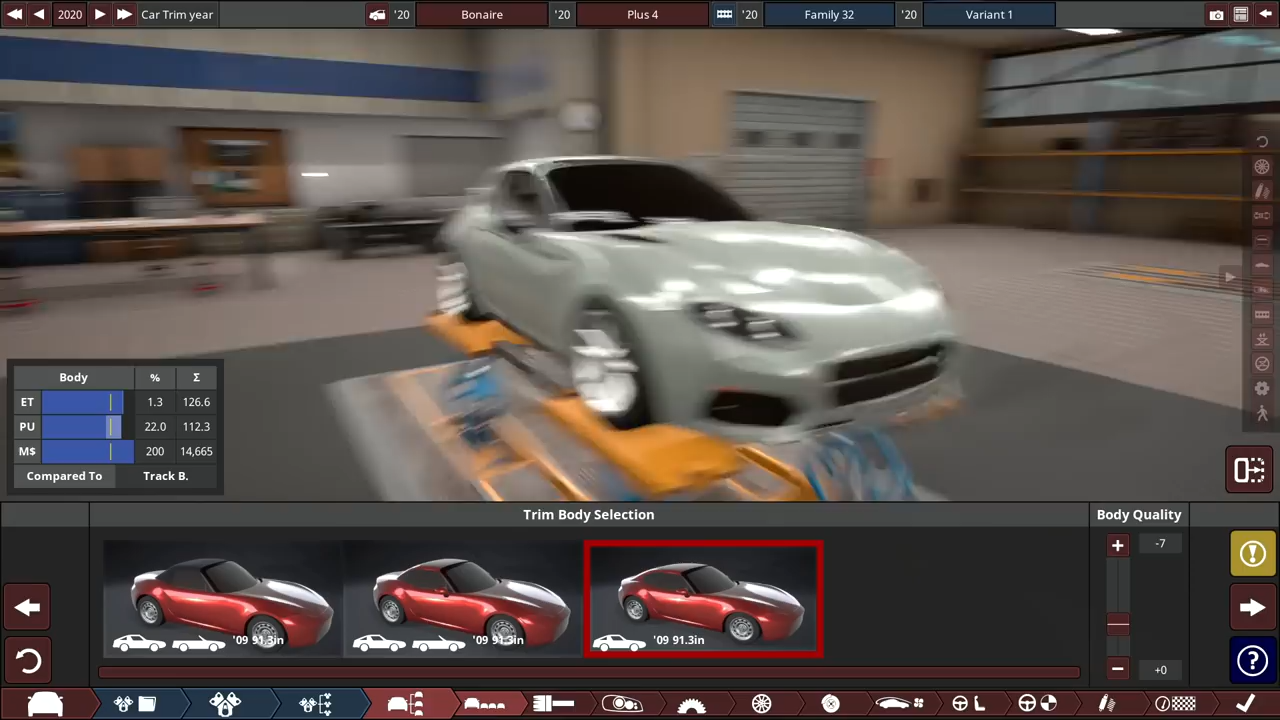 2020 Car Trim year '20 Bonaire '20 Plus 4 '20 Family 32 '20 Variant 1
Body % Σ
ET 1.3 126.6
PU 22.0 112.3
M$ 200 14,665
Compared To Track B.
Trim Body Selection
Body Quality
-7
'09 91.3in
'09 91.3in
'09 91.3in
+0